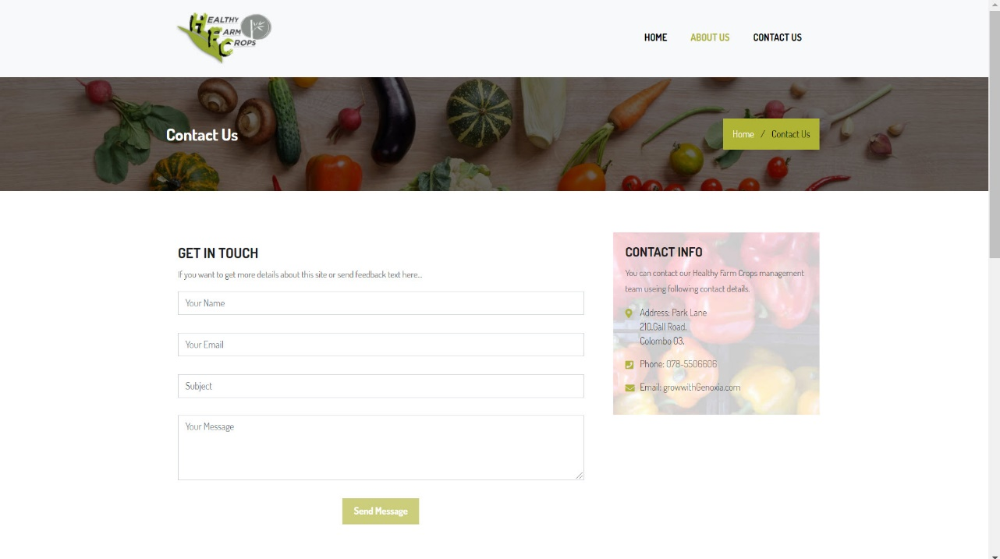 HEALTHY
FARM
CROPS
HOME
ABOUT US
CONTACT US
Contact Us
Home / Contact Us
GET IN TOUCH
If you want to get more details about this site or send feedback text here...
Your Name
Your Email
Subject
Your Message
Send Message
CONTACT INFO
You can contact our Healthy Farm Crops management
team useing following contact details.
Address: Park Lane
210,Gall Road,
Colombo 03.
Phone: 078-5506606
Email: growwithGenoxia.com